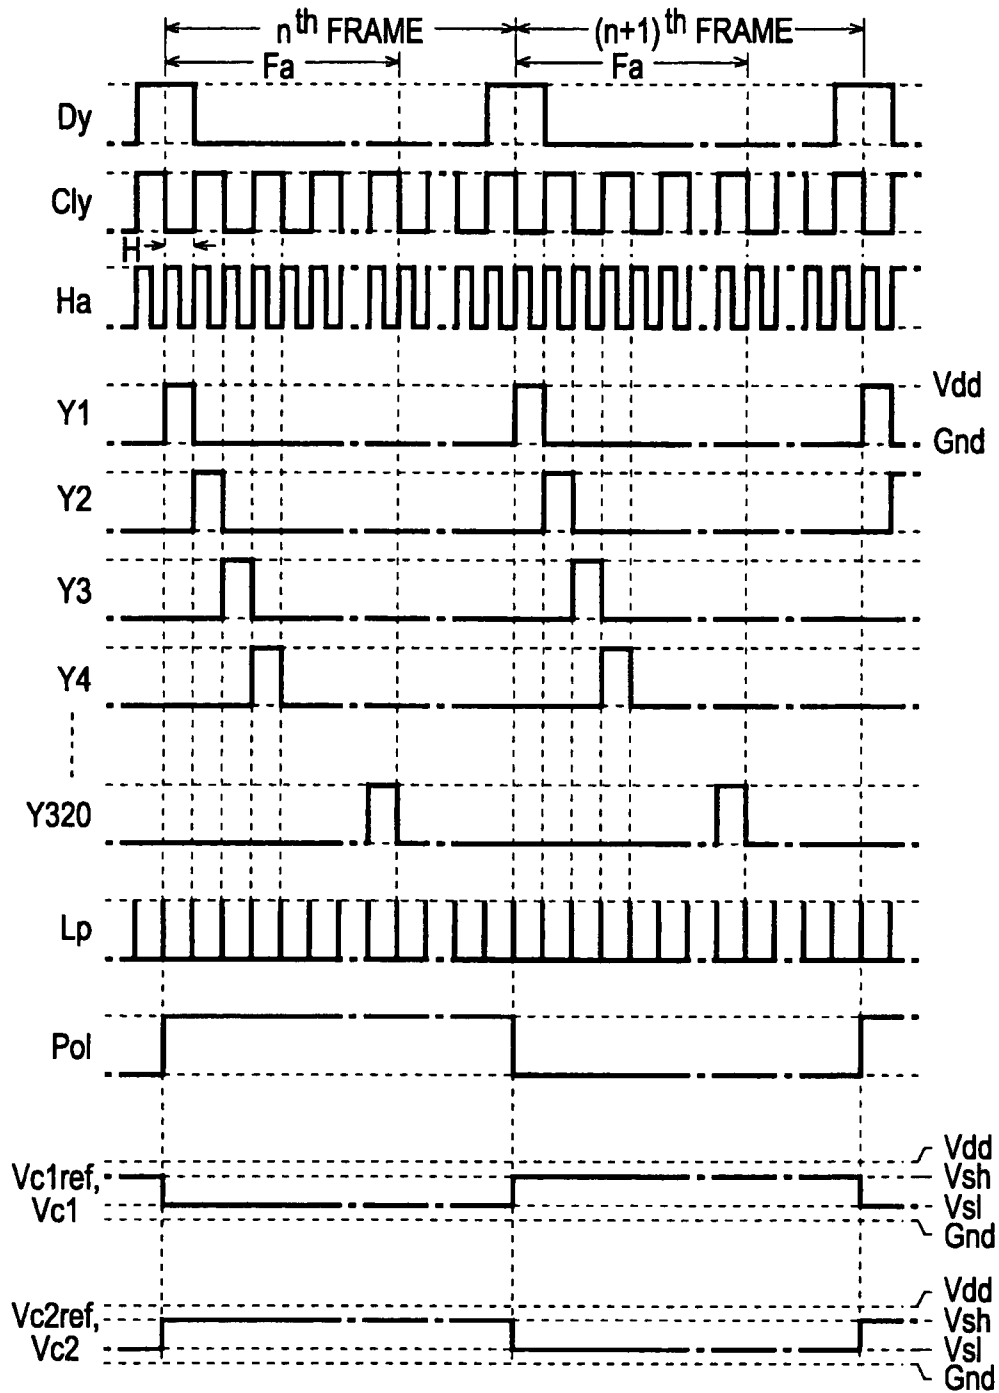 nth FRAME (n+1)th FRAME
Fa Fa
Dy
Cly
H
Ha
Y1 Vdd
Gnd
Y2
Y3
Y4
Y320
Lp
Pol
Vdd
Vc1ref, Vsh
Vc1 Vsl
Gnd
Vdd
Vc2ref, Vsh
Vc2 Vsl
Gnd